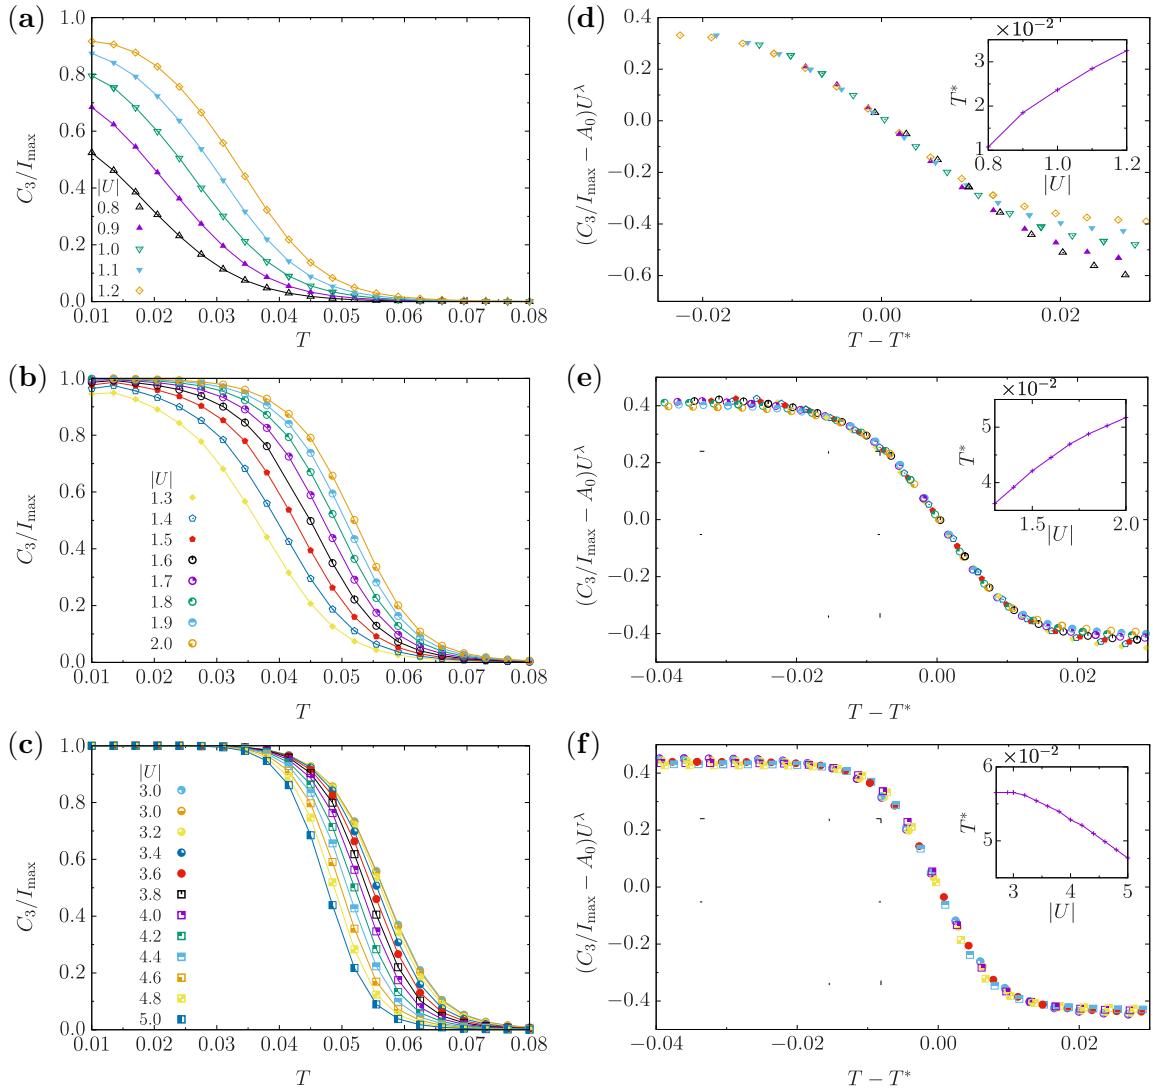 (a)
1.0
0.8
0.6
0.4
0.2
0.0
C₃/I_max
|U|
0.8
0.9
1.0
1.1
1.2
0.01 0.02 0.03 0.04 0.05 0.06 0.07 0.08
T
(d)
0.4
0.2
0.0
−0.2
−0.4
−0.6
(C₃/I_max − A₀)U^λ
−0.02 0.00 0.02
T − T*
×10⁻²
3
2
1
T*
0.8 1.0 1.2
|U|
(b)
1.0
0.8
0.6
0.4
0.2
0.0
C₃/I_max
|U|
1.3
1.4
1.5
1.6
1.7
1.8
1.9
2.0
0.01 0.02 0.03 0.04 0.05 0.06 0.07 0.08
T
(e)
0.4
0.2
0.0
−0.2
−0.4
(C₃/I_max − A₀)U^λ
−0.04 −0.02 0.00 0.02
T − T*
×10⁻²
5
4
T*
1.5 2.0
|U|
(c)
1.0
0.8
0.6
0.4
0.2
0.0
C₃/I_max
|U|
3.0
3.0
3.2
3.4
3.6
3.8
4.0
4.2
4.4
4.6
4.8
5.0
0.01 0.02 0.03 0.04 0.05 0.06 0.07 0.08
T
(f)
0.4
0.2
0.0
−0.2
−0.4
(C₃/I_max − A₀)U^λ
−0.04 −0.02 0.00 0.02
T − T*
×10⁻²
6
5
T*
3 4 5
|U|